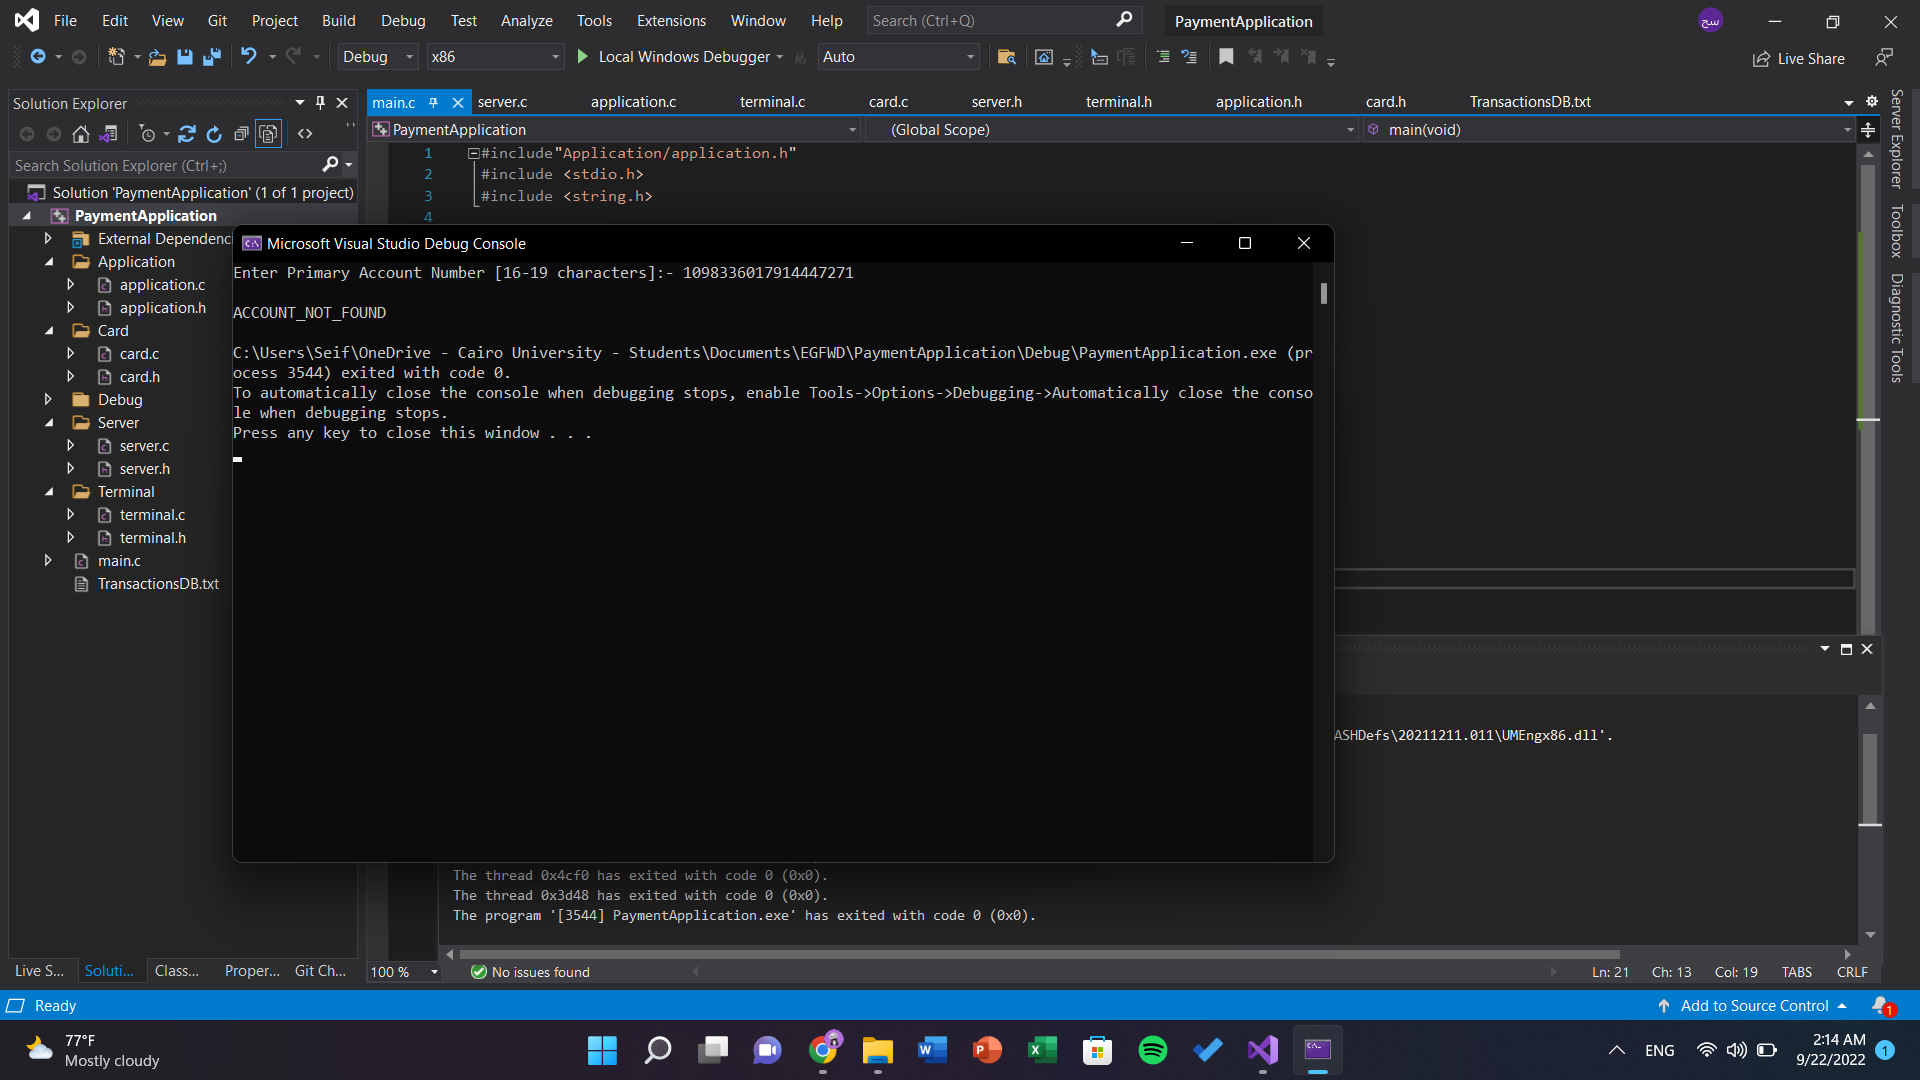 File Edit View Git Project Build Debug Test Analyze Tools Extensions Window Help Search (Ctrl+Q) PaymentApplication سح
Debug x86 Local Windows Debugger Auto Live Share
Solution Explorer
main.c server.c application.c terminal.c card.c server.h terminal.h application.h card.h TransactionsDB.txt
PaymentApplication (Global Scope) main(void)
Search Solution Explorer (Ctrl+;)
Solution 'PaymentApplication' (1 of 1 project)
PaymentApplication
External Dependenc
Application
application.c
application.h
Card
card.c
card.h
Debug
Server
server.c
server.h
Terminal
terminal.c
terminal.h
main.c
TransactionsDB.txt
1 #include"Application/application.h"
2 #include <stdio.h>
3 #include <string.h>
4
Microsoft Visual Studio Debug Console
Enter Primary Account Number [16-19 characters]:- 1098336017914447271
ACCOUNT_NOT_FOUND
C:\Users\Seif\OneDrive - Cairo University - Students\Documents\EGFWD\PaymentApplication\Debug\PaymentApplication.exe (pr
ocess 3544) exited with code 0.
To automatically close the console when debugging stops, enable Tools->Options->Debugging->Automatically close the conso
le when debugging stops.
Press any key to close this window . . .
Server Explorer
Toolbox
Diagnostic Tools
ASHDefs\20211211.011\UMEngx86.dll'.
The thread 0x4cf0 has exited with code 0 (0x0).
The thread 0x3d48 has exited with code 0 (0x0).
The program '[3544] PaymentApplication.exe' has exited with code 0 (0x0).
Live S... Soluti... Class... Proper... Git Ch...
100 % No issues found Ln: 21 Ch: 13 Col: 19 TABS CRLF
Ready Add to Source Control 1
77°F
Mostly cloudy
ENG
2:14 AM
9/22/2022 1